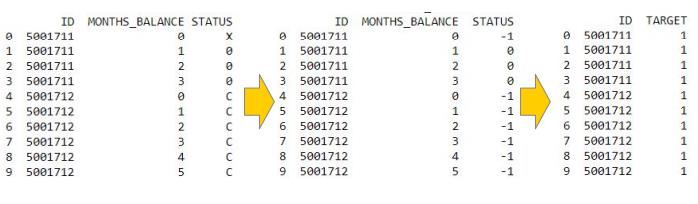 ID MONTHS_BALANCE STATUS
0 5001711 0 X
1 5001711 1 0
2 5001711 2 0
3 5001711 3 0
4 5001712 0 C
5 5001712 1 C
6 5001712 2 C
7 5001712 3 C
8 5001712 4 C
9 5001712 5 C
ID MONTHS_BALANCE STATUS
0 5001711 0 -1
1 5001711 1 0
2 5001711 2 0
3 5001711 3 0
4 5001712 0 -1
5 5001712 1 -1
6 5001712 2 -1
7 5001712 3 -1
8 5001712 4 -1
9 5001712 5 -1
ID TARGET
0 5001711 1
1 5001711 1
2 5001711 1
3 5001711 1
4 5001712 1
5 5001712 1
6 5001712 1
7 5001712 1
8 5001712 1
9 5001712 1